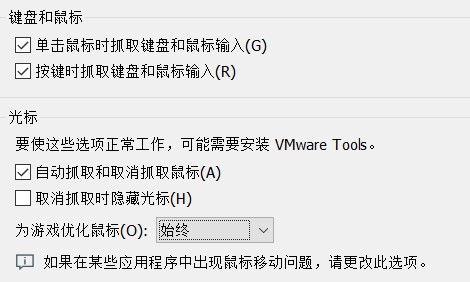 键盘和鼠标
单击鼠标时抓取键盘和鼠标输入(G)
按键时抓取键盘和鼠标输入(R)
光标
要使这些选项正常工作，可能需要安装 VMware Tools。
自动抓取和取消抓取鼠标(A)
取消抓取时隐藏光标(H)
为游戏优化鼠标(O): 始终
如果在某些应用程序中出现鼠标移动问题，请更改此选项。